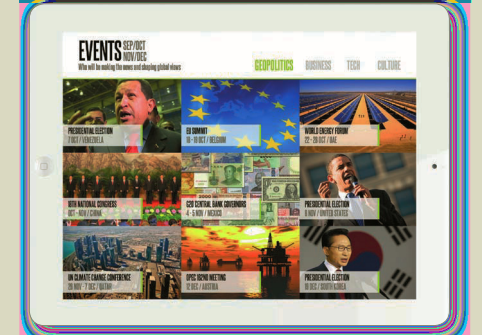 EVENTS SEP/OCT
NOV/DEC
Who will be making the news and shaping global views
GEOPOLITICS BUSINESS TECH CULTURE
PRESIDENTIAL ELECTION
7 OCT / VENEZUELA
EU SUMMIT
18 - 19 OCT / BELGIUM
WORLD ENERGY FORUM
22 - 26 OCT / UAE
18TH NATIONAL CONGRESS
OCT - NOV / CHINA
G20 CENTRAL BANK GOVERNORS
4 - 5 NOV / MEXICO
PRESIDENTIAL ELECTION
6 NOV / UNITED STATES
UN CLIMATE CHANGE CONFERENCE
26 NOV - 7 DEC / QATAR
OPEC 162ND MEETING
12 DEC / AUSTRIA
PRESIDENTIAL ELECTION
19 DEC / SOUTH KOREA